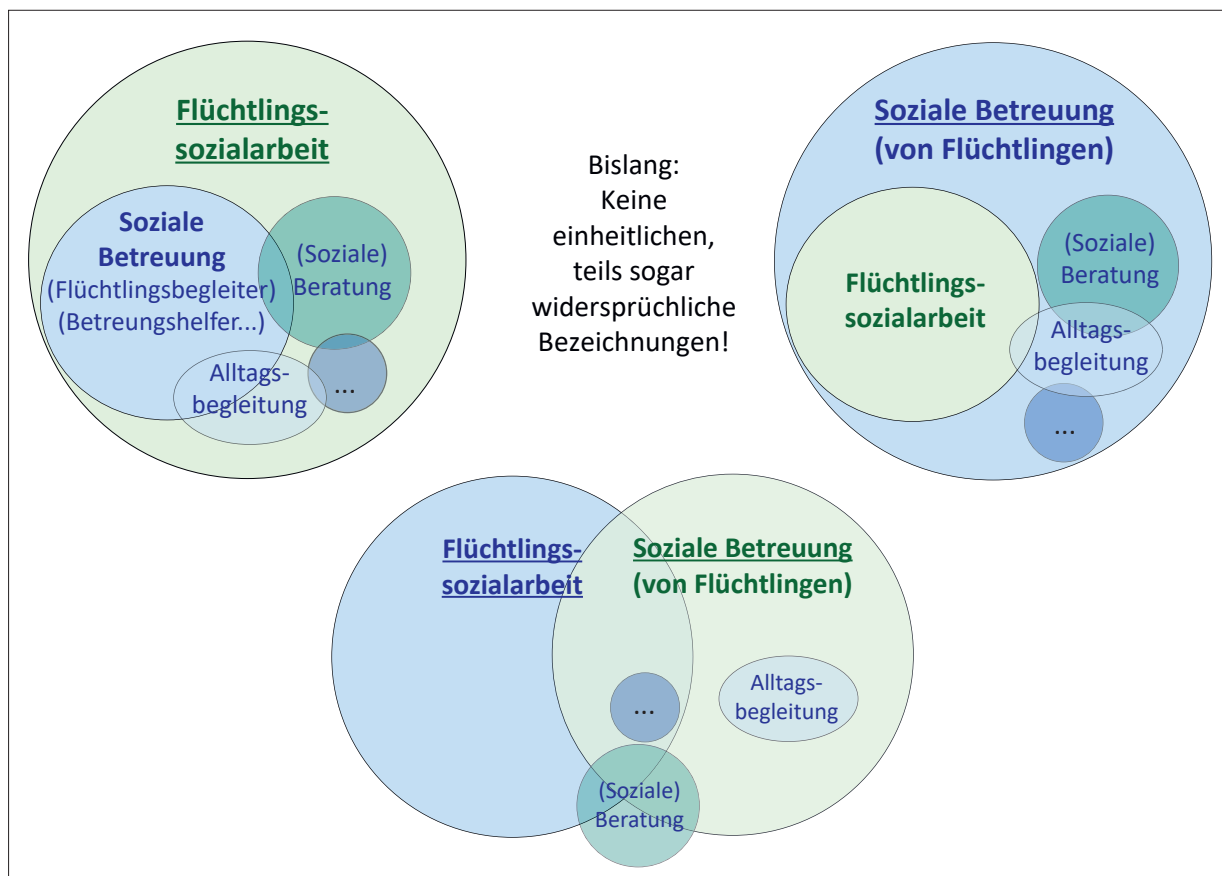 Flüchtlings-
sozialarbeit
Soziale
Betreuung
(Flüchtlingsbegleiter)
(Betreungshelfer...)
(Soziale)
Beratung
Alltags-
begleitung
...
Bislang:
Keine
einheitlichen,
teils sogar
widersprüchliche
Bezeichnungen!
Soziale Betreuung
(von Flüchtlingen)
Flüchtlings-
sozialarbeit
(Soziale)
Beratung
Alltags-
begleitung
...
Flüchtlings-
sozialarbeit
Soziale Betreuung
(von Flüchtlingen)
...
Alltags-
begleitung
(Soziale)
Beratung